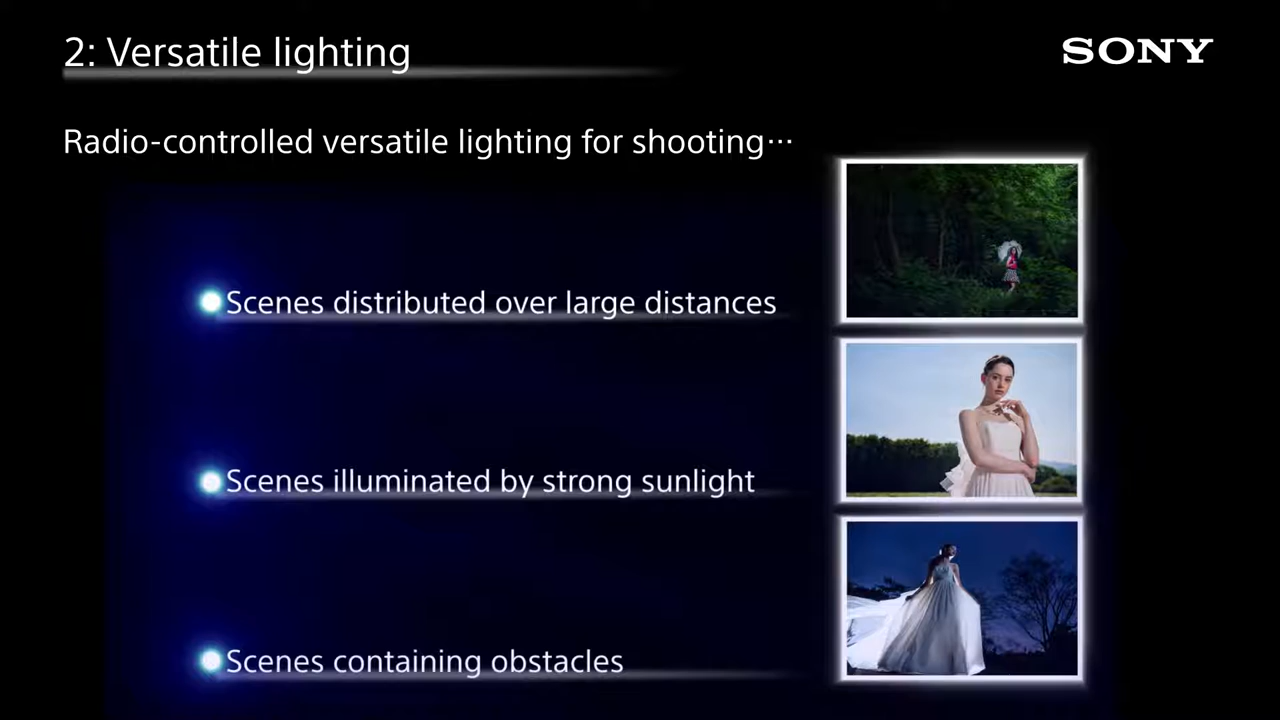 2: Versatile lighting
SONY
Radio-controlled versatile lighting for shooting···
Scenes distributed over large distances
Scenes illuminated by strong sunlight
Scenes containing obstacles